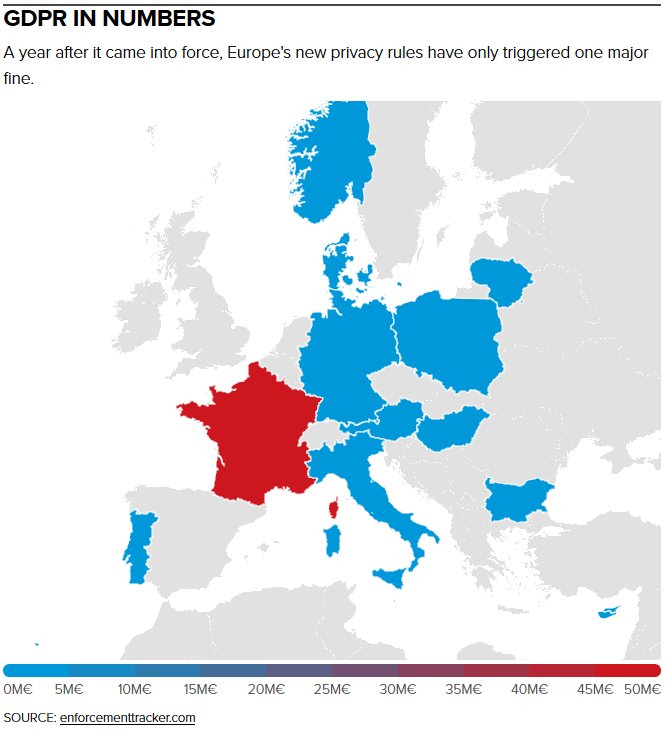 GDPR IN NUMBERS
A year after it came into force, Europe's new privacy rules have only triggered one major
fine.
0M€ 5M€ 10M€ 15M€ 20M€ 25M€ 30M€ 35M€ 40M€ 45M€ 50M€
SOURCE: enforcementtracker.com